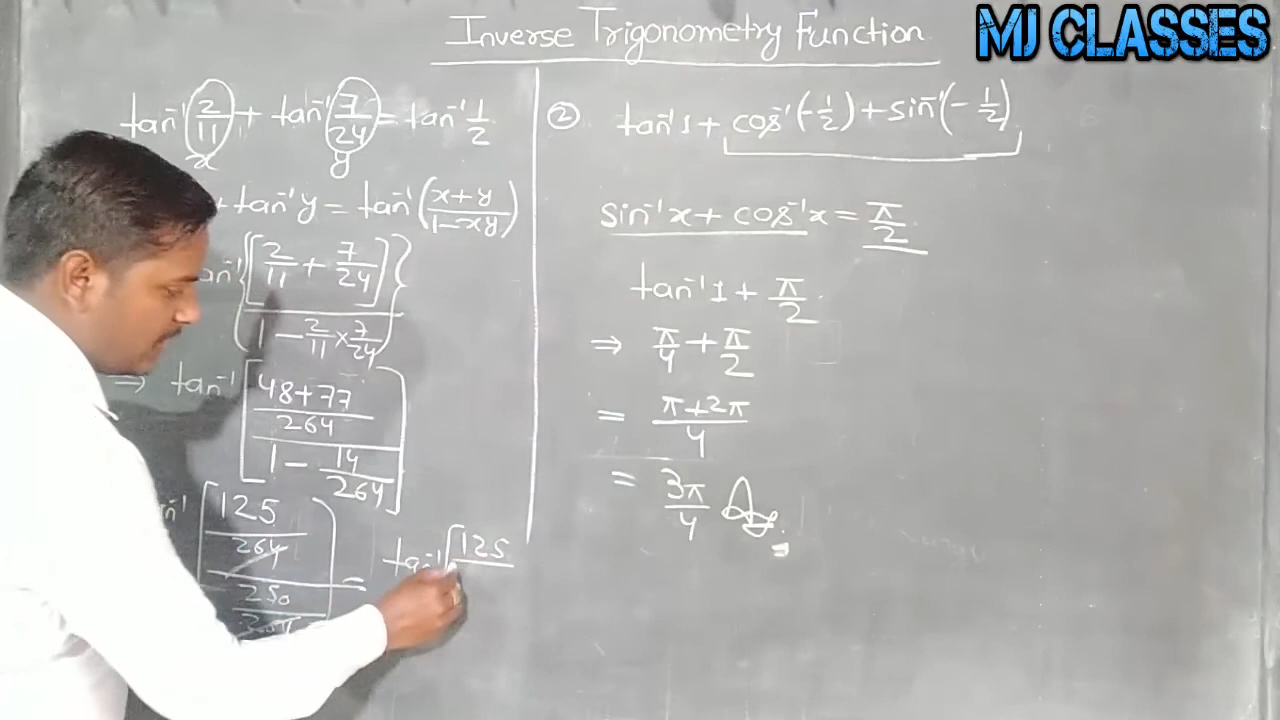 Inverse Trigonometry Function
MJ CLASSES
tan⁻¹ 2/11 + tan⁻¹ 7/24 = tan⁻¹ 1/2
x y
+ tan⁻¹y = tan⁻¹ (x+y / 1-xy)
tan⁻¹ {[2/11 + 7/24] / 1 - 2/11 × 7/24}
⇒ tan⁻¹ [48+77 / 264 / 1 - 14/264]
[125 / 264 / 250 =
tan⁻¹ [125
② tan⁻¹1 + cos⁻¹(-1/2) + sin⁻¹(-1/2)
sin⁻¹x + cos⁻¹x = π/2
tan⁻¹1 + π/2
⇒ π/4 + π/2
= π+2π / 4
= 3π/4 Ans.